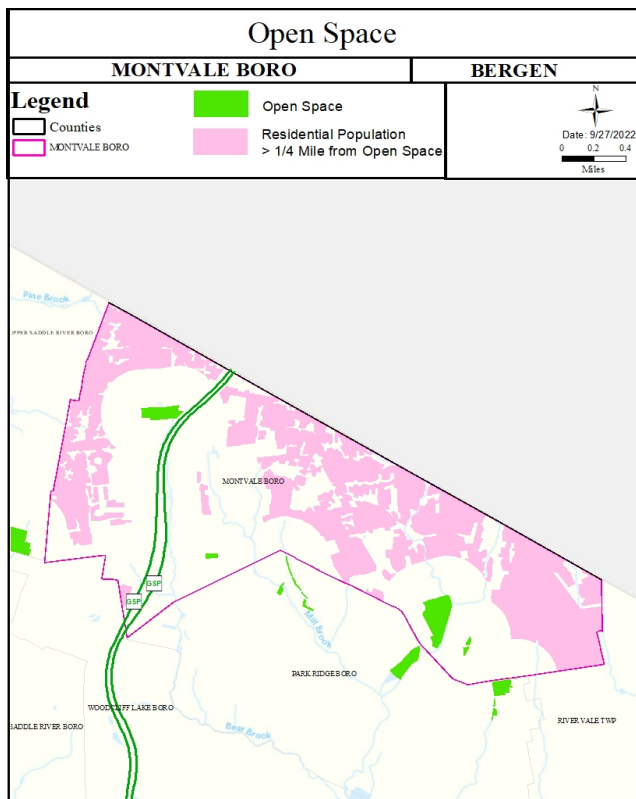 Open Space
MONTVALE BORO
BERGEN
Legend
Counties
MONTVALE BORO
Open Space
Residential Population
> 1/4 Mile from Open Space
N
Date: 9/27/2022
0 0.2 0.4
Miles
Pine Brook
UPPER SADDLE RIVER BORO
MONTVALE BORO
GSP
GSP
Mill Brook
PARK RIDGE BORO
WOODCLIFF LAKE BORO
SADDLE RIVER BORO
Bear Brook
RIVER VALE TWP